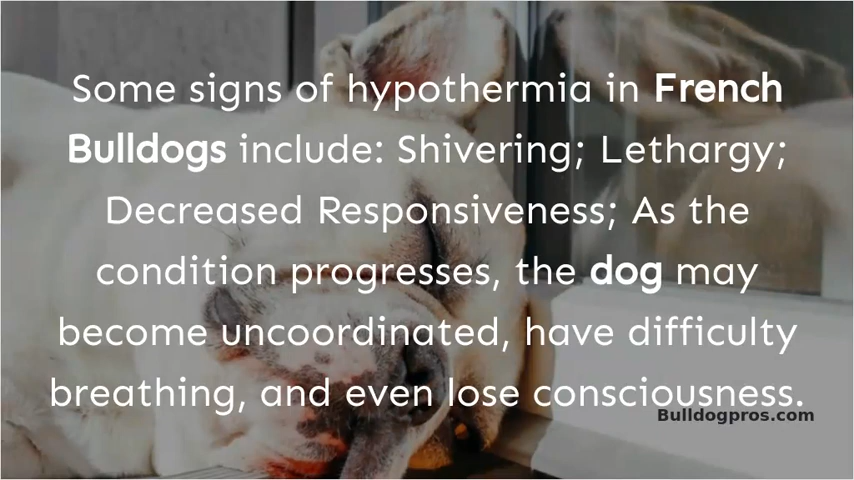 Some signs of hypothermia in French
Bulldogs include: Shivering; Lethargy;
Decreased Responsiveness; As the
condition progresses, the dog may
become uncoordinated, have difficulty
breathing, and even lose consciousness.
Bulldogpros.com